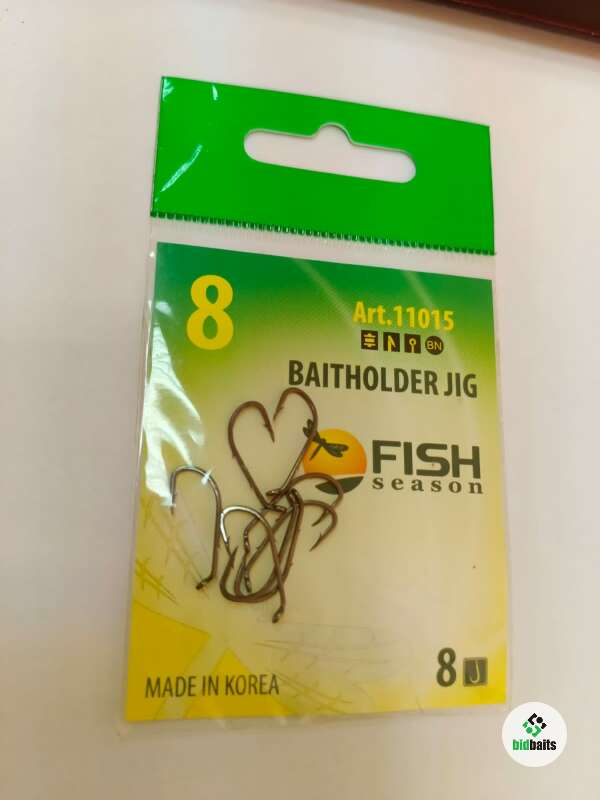 8
Art.11015
BN
BAITHOLDER JIG
FISH
season
MADE IN KOREA
8
bidbaits